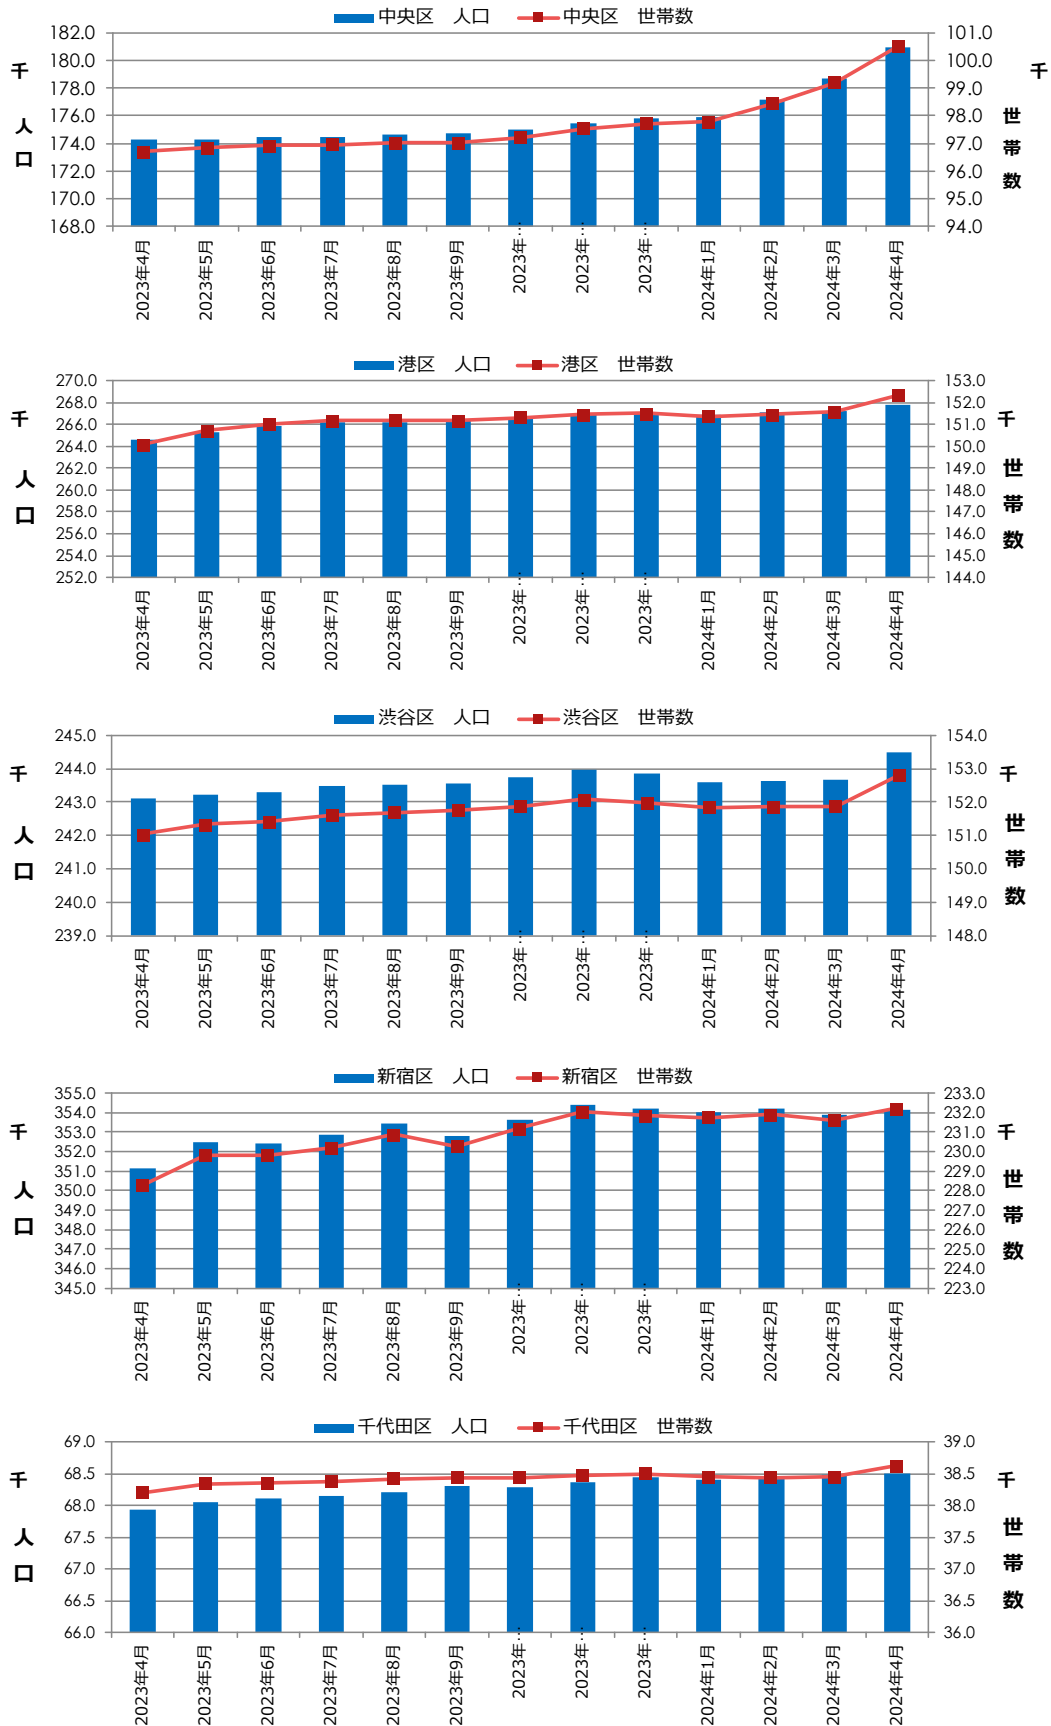 中央区　人口　中央区　世帯数
千
人口
182.0
180.0
178.0
176.0
174.0
172.0
170.0
168.0
101.0
100.0
99.0
98.0
97.0
96.0
95.0
94.0
千
世帯数
2023年4月
2023年5月
2023年6月
2023年7月
2023年8月
2023年9月
2023年…
2023年…
2023年…
2024年1月
2024年2月
2024年3月
2024年4月
港区　人口　港区　世帯数
千
人口
270.0
268.0
266.0
264.0
262.0
260.0
258.0
256.0
254.0
252.0
153.0
152.0
151.0
150.0
149.0
148.0
147.0
146.0
145.0
144.0
千
世帯数
2023年4月
2023年5月
2023年6月
2023年7月
2023年8月
2023年9月
2023年…
2023年…
2023年…
2024年1月
2024年2月
2024年3月
2024年4月
渋谷区　人口　渋谷区　世帯数
千
人口
245.0
244.0
243.0
242.0
241.0
240.0
239.0
154.0
153.0
152.0
151.0
150.0
149.0
148.0
千
世帯数
2023年4月
2023年5月
2023年6月
2023年7月
2023年8月
2023年9月
2023年…
2023年…
2023年…
2024年1月
2024年2月
2024年3月
2024年4月
新宿区　人口　新宿区　世帯数
千
人口
355.0
354.0
353.0
352.0
351.0
350.0
349.0
348.0
347.0
346.0
345.0
233.0
232.0
231.0
230.0
229.0
228.0
227.0
226.0
225.0
224.0
223.0
千
世帯数
2023年4月
2023年5月
2023年6月
2023年7月
2023年8月
2023年9月
2023年…
2023年…
2023年…
2024年1月
2024年2月
2024年3月
2024年4月
千代田区　人口　千代田区　世帯数
千
人口
69.0
68.5
68.0
67.5
67.0
66.5
66.0
39.0
38.5
38.0
37.5
37.0
36.5
36.0
千
世帯数
2023年4月
2023年5月
2023年6月
2023年7月
2023年8月
2023年9月
2023年…
2023年…
2023年…
2024年1月
2024年2月
2024年3月
2024年4月